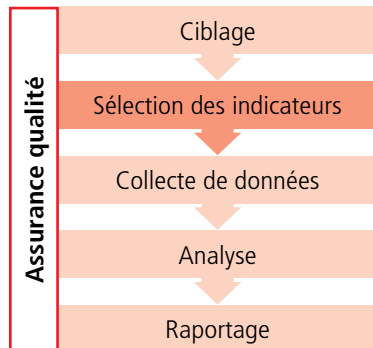 Assurance qualité
Ciblage
Sélection des indicateurs
Collecte de données
Analyse
Raportage